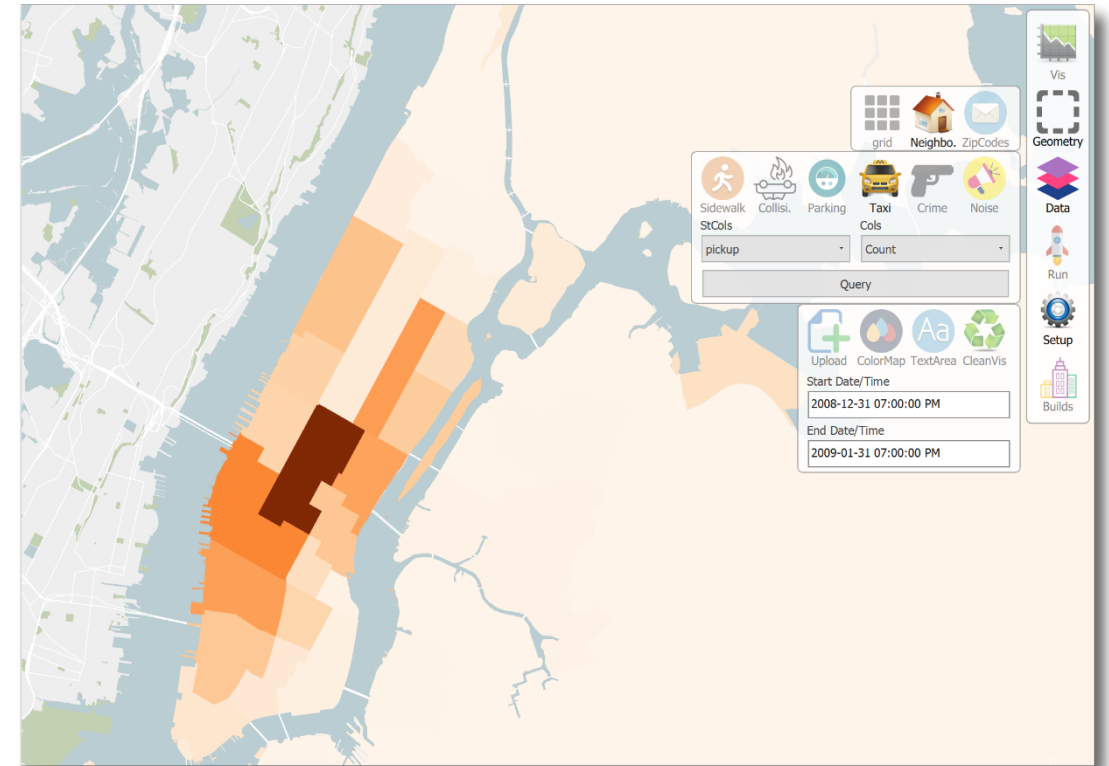 Vis
grid Neighbo. ZipCodes
Geometry
Sidewalk Collisi. Parking Taxi Crime Noise
Data
StCols Cols
pickup Count
Run
Query
Setup
Upload ColorMap Aa TextArea CleanVis
Start Date/Time
2008-12-31 07:00:00 PM
Builds
End Date/Time
2009-01-31 07:00:00 PM